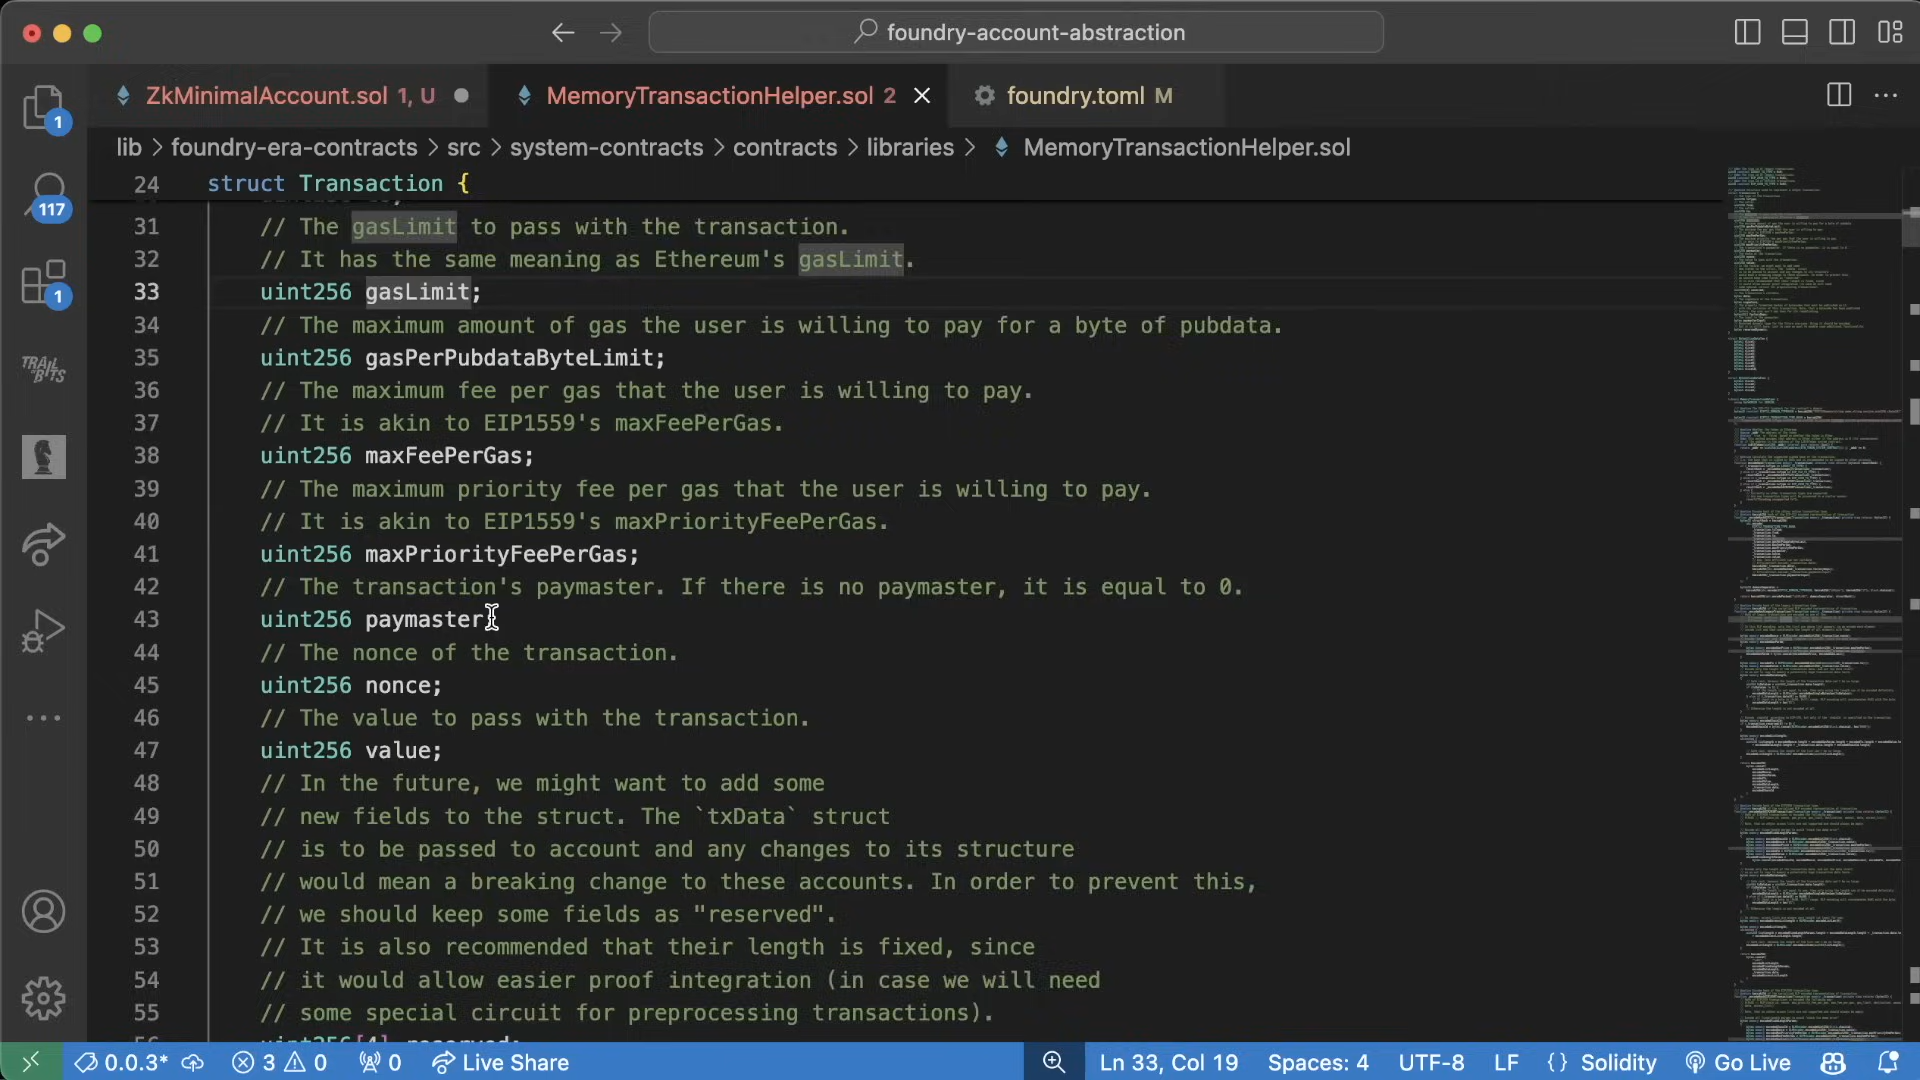 foundry-account-abstraction
ZkMinimalAccount.sol 1, U
MemoryTransactionHelper.sol 2
foundry.toml M
lib > foundry-era-contracts > src > system-contracts > contracts > libraries > MemoryTransactionHelper.sol
24 struct Transaction {
31 // The gasLimit to pass with the transaction.
32 // It has the same meaning as Ethereum's gasLimit.
33 uint256 gasLimit;
34 // The maximum amount of gas the user is willing to pay for a byte of pubdata.
35 uint256 gasPerPubdataByteLimit;
36 // The maximum fee per gas that the user is willing to pay.
37 // It is akin to EIP1559's maxFeePerGas.
38 uint256 maxFeePerGas;
39 // The maximum priority fee per gas that the user is willing to pay.
40 // It is akin to EIP1559's maxPriorityFeePerGas.
41 uint256 maxPriorityFeePerGas;
42 // The transaction's paymaster. If there is no paymaster, it is equal to 0.
43 uint256 paymaster;
44 // The nonce of the transaction.
45 uint256 nonce;
46 // The value to pass with the transaction.
47 uint256 value;
48 // In the future, we might want to add some
49 // new fields to the struct. The `txData` struct
50 // is to be passed to account and any changes to its structure
51 // would mean a breaking change to these accounts. In order to prevent this,
52 // we should keep some fields as "reserved".
53 // It is also recommended that their length is fixed, since
54 // it would allow easier proof integration (in case we will need
55 // some special circuit for preprocessing transactions).
56 uint256[4] reserved;
1
117
1
TRAIL OF BITS
0.0.3*
3
0
0
Live Share
Ln 33, Col 19
Spaces: 4
UTF-8
LF
{} Solidity
Go Live